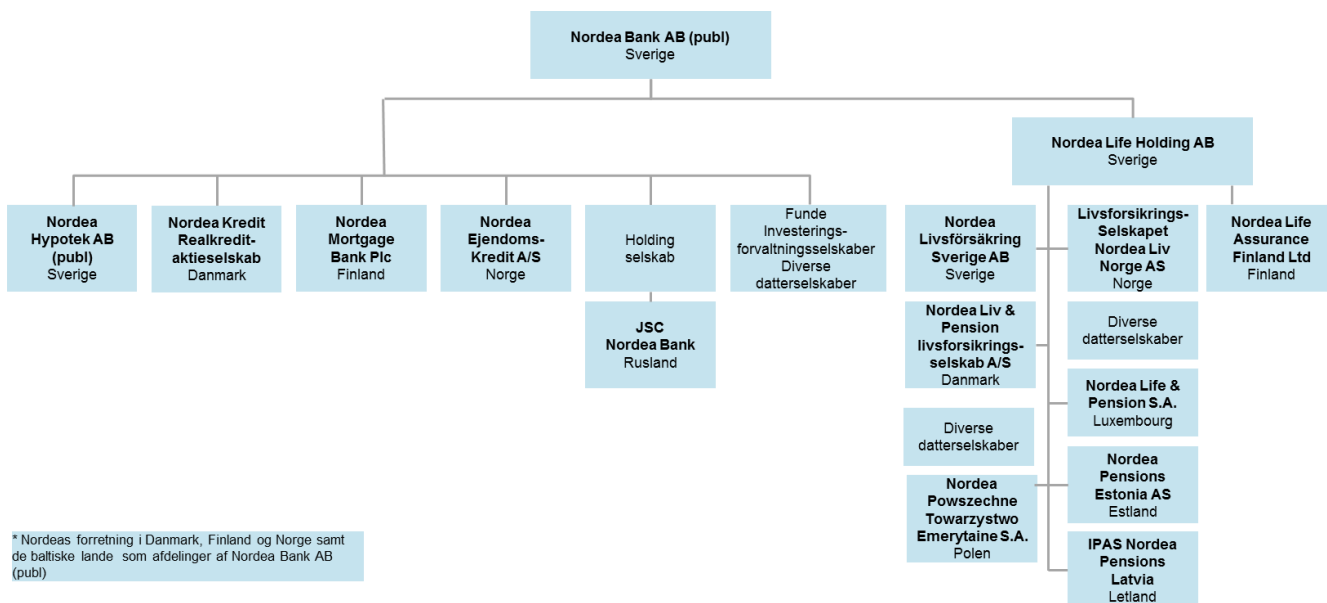 Nordea Bank AB (publ)
Sverige
Nordea Life Holding AB
Sverige
Nordea
Hypotek AB
(publ)
Sverige
Nordea Kredit
Realkredit-
aktieselskab
Danmark
Nordea
Mortgage
Bank Plc
Finland
Nordea
Ejendoms-
Kredit A/S
Norge
Holding
selskab
Funde
Investerings-
forvaltningsselskaber
Diverse
datterselskaber
JSC
Nordea Bank
Rusland
Nordea
Livsförsäkring
Sverige AB
Sverige
Livsforsikrings-
Selskapet
Nordea Liv
Norge AS
Norge
Nordea Life
Assurance
Finland Ltd
Finland
Nordea Liv &
Pension
livsforsikrings-
selskab A/S
Danmark
Diverse
datterselskaber
Nordea Life &
Pension S.A.
Luxembourg
Diverse
datterselskaber
Nordea
Pensions
Estonia AS
Estland
Nordea
Powszechne
Towarzystwo
Emerytaine S.A.
Polen
IPAS Nordea
Pensions
Latvia
Letland
* Nordeas forretning i Danmark, Finland og Norge samt
de baltiske lande som afdelinger af Nordea Bank AB
(publ)